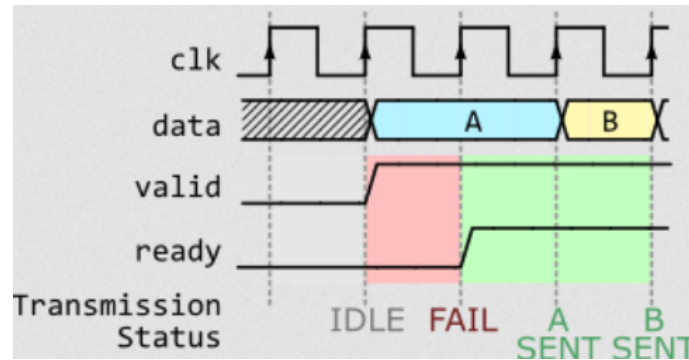 clk
data
A
B
valid
ready
Transmission
Status
IDLE
FAIL
A
SENT
B
SENT